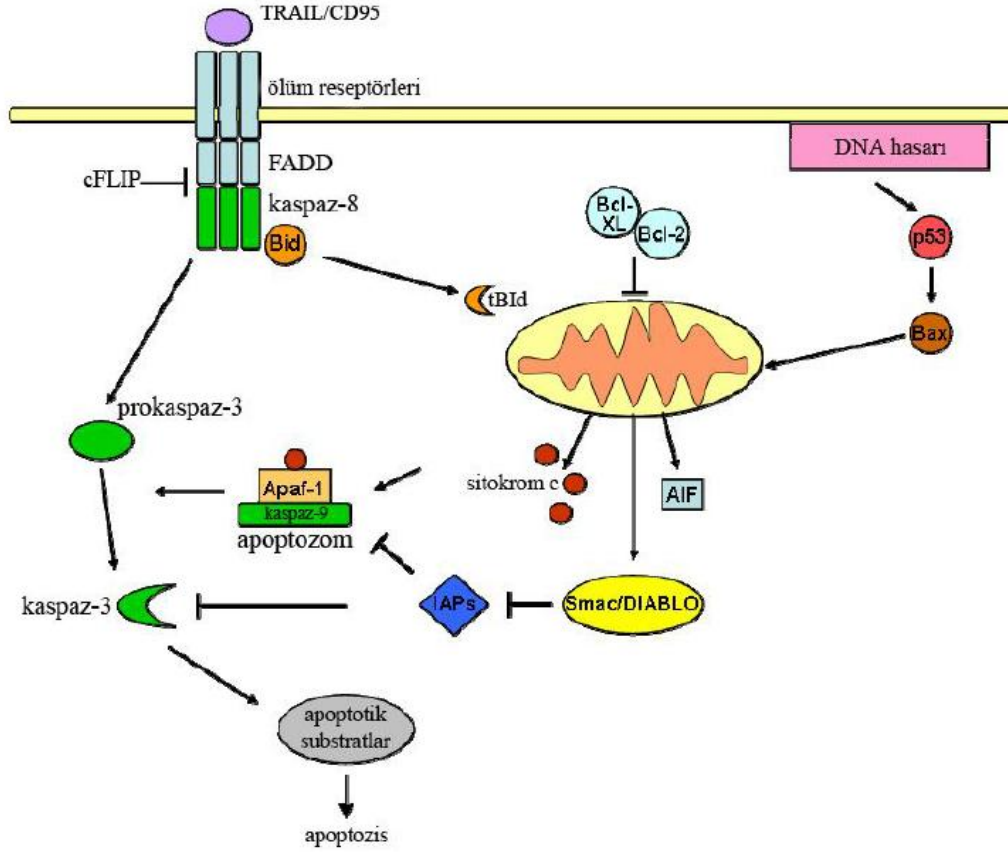 TRAIL/CD95
ölüm reseptörleri
DNA hasarı
FADD
cFLIP
kaspaz-8
Bcl-
XL
Bcl-2
Bid
p53
tBId
Bax
prokaspaz-3
sitokrom c
AIF
Apaf-1
kaspaz-9
apoptozom
kaspaz-3
iAPs
Smac/DIABLO
apoptotik
substratlar
apoptozis